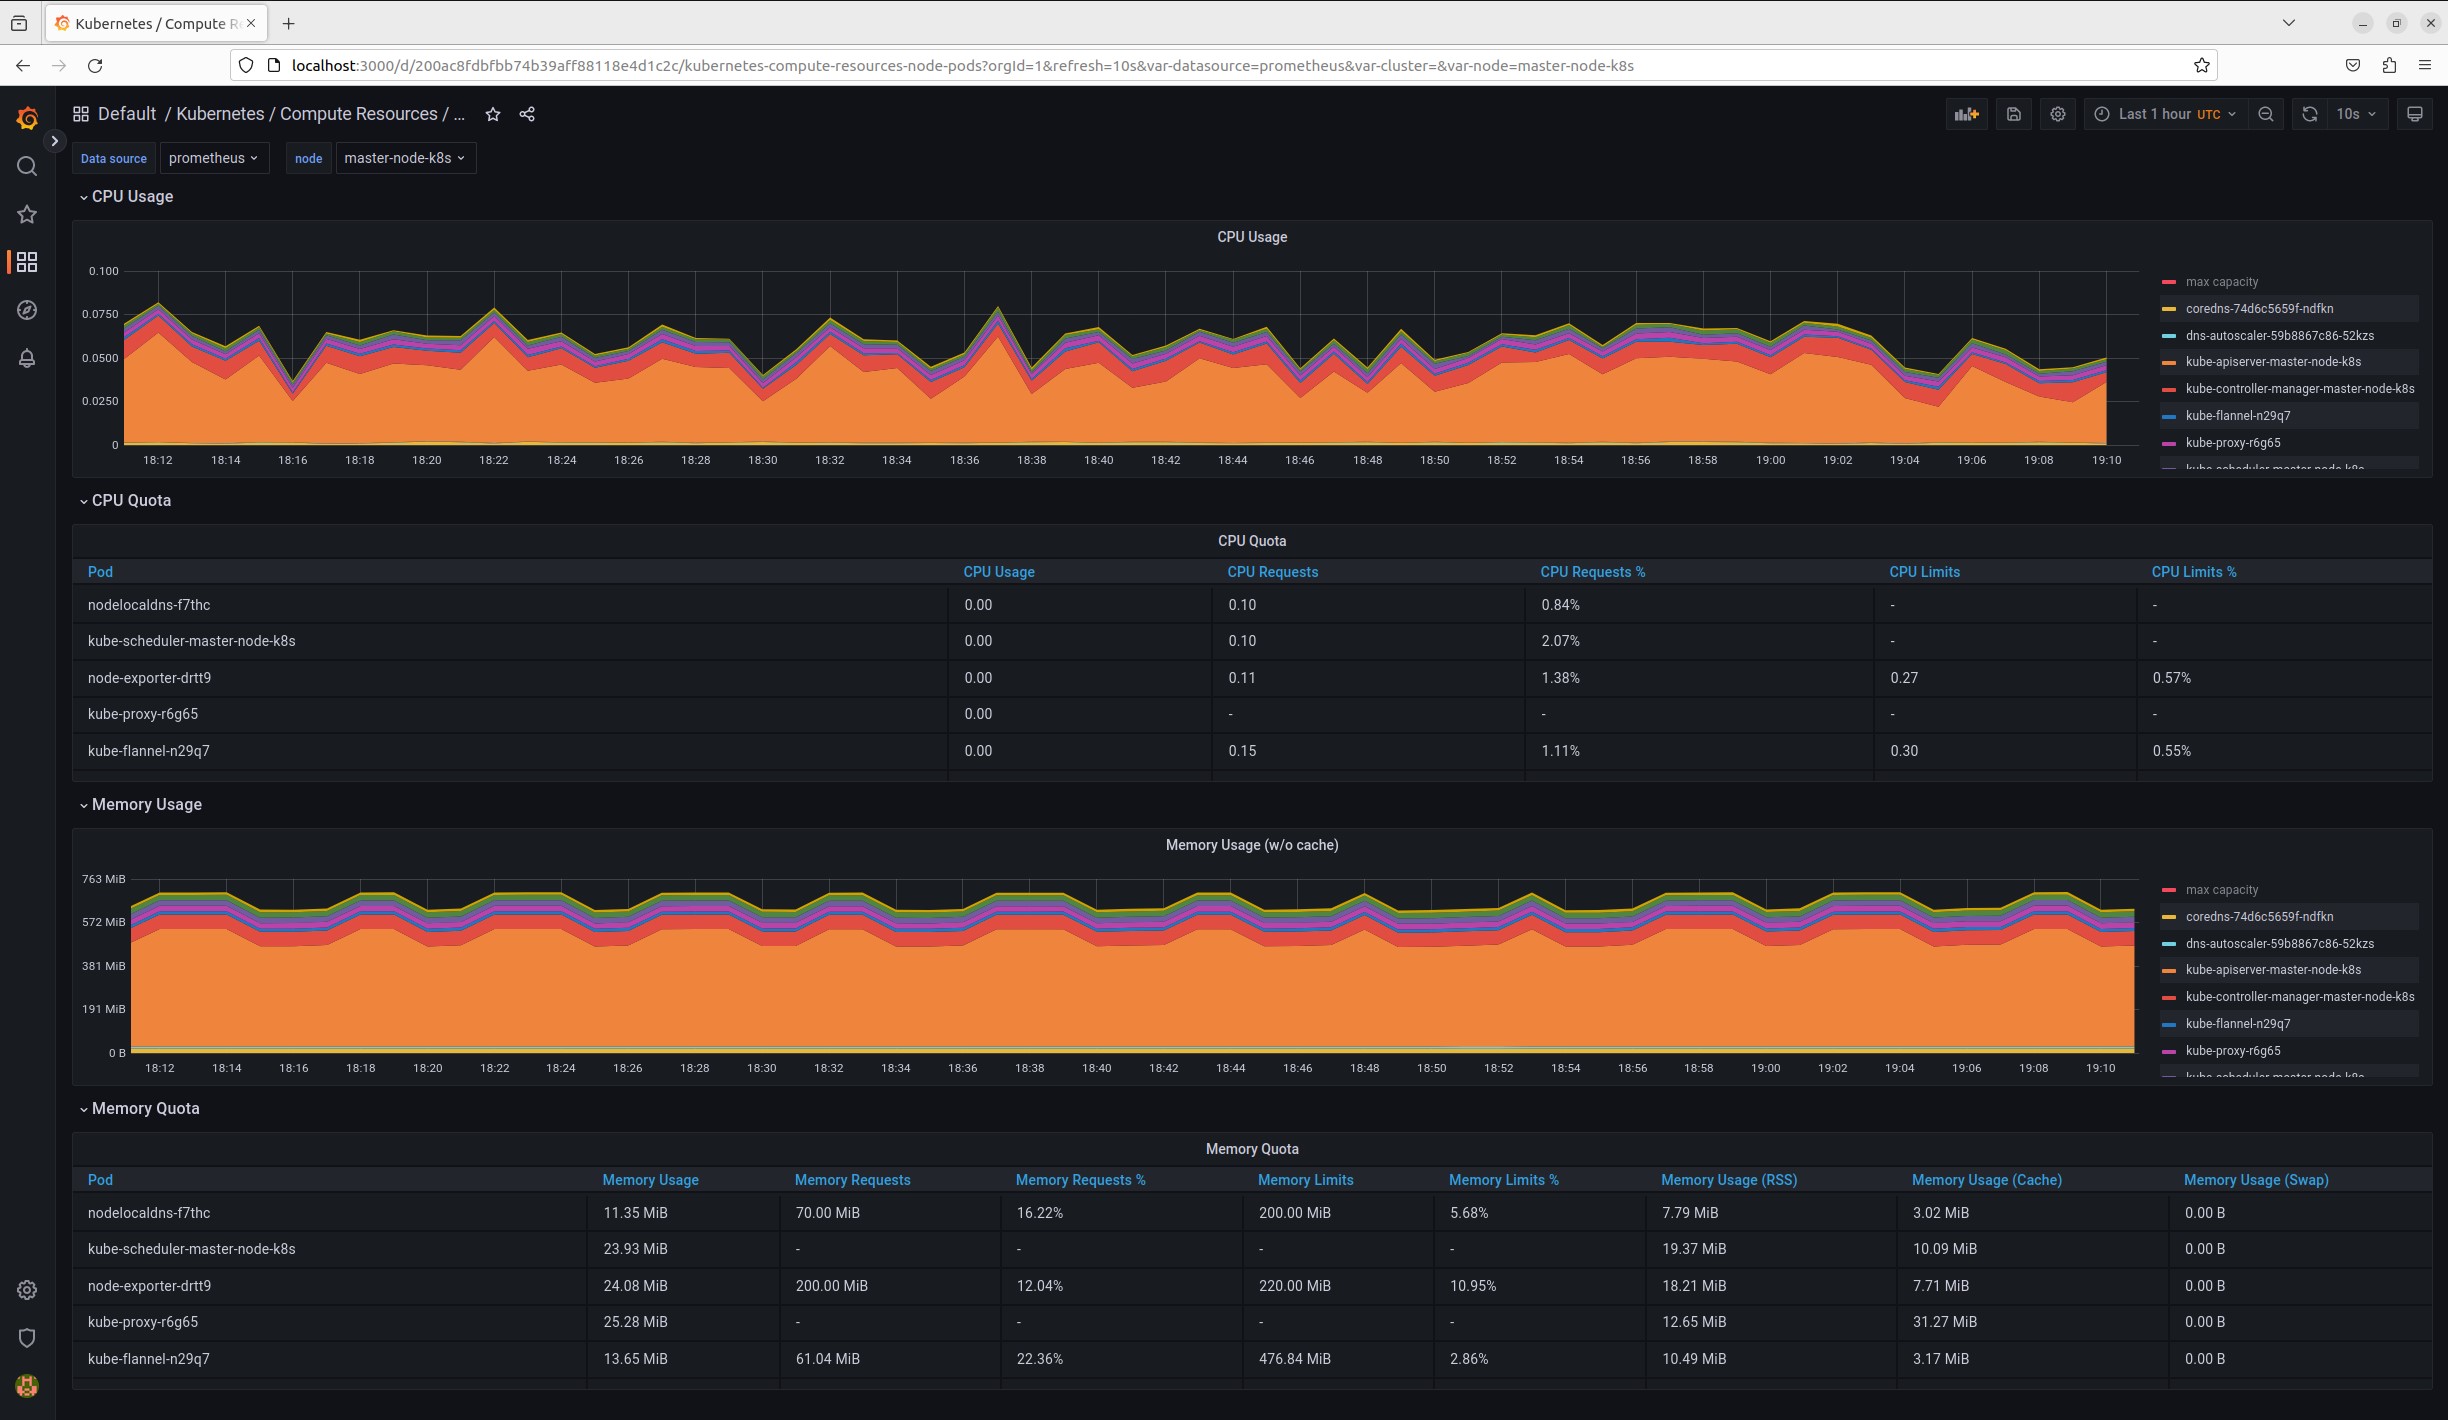 Kubernetes / Compute R
localhost:3000/d/200ac8fdbfbb74b39aff88118e4d1c2c/kubernetes-compute-resources-node-pods?orgId=1&refresh=10s&var-datasource=prometheus&var-cluster=&var-node=master-node-k8s
Default / Kubernetes / Compute Resources / ...
Last 1 hour UTC
10s
Data source prometheus node master-node-k8s
CPU Usage
CPU Usage
0.100
0.0750
0.0500
0.0250
0
18:12 18:14 18:16 18:18 18:20 18:22 18:24 18:26 18:28 18:30 18:32 18:34 18:36 18:38 18:40 18:42 18:44 18:46 18:48 18:50 18:52 18:54 18:56 18:58 19:00 19:02 19:04 19:06 19:08 19:10
max capacity
coredns-74d6c5659f-ndfkn
dns-autoscaler-59b8867c86-52kzs
kube-apiserver-master-node-k8s
kube-controller-manager-master-node-k8s
kube-flannel-n29q7
kube-proxy-r6g65
kube-scheduler-master-node-k8s
CPU Quota
CPU Quota
Pod CPU Usage CPU Requests CPU Requests % CPU Limits CPU Limits %
nodelocaldns-f7thc 0.00 0.10 0.84% - -
kube-scheduler-master-node-k8s 0.00 0.10 2.07% - -
node-exporter-drtt9 0.00 0.11 1.38% 0.27 0.57%
kube-proxy-r6g65 0.00 - - - -
kube-flannel-n29q7 0.00 0.15 1.11% 0.30 0.55%
Memory Usage
Memory Usage (w/o cache)
763 MiB
572 MiB
381 MiB
191 MiB
0 B
18:12 18:14 18:16 18:18 18:20 18:22 18:24 18:26 18:28 18:30 18:32 18:34 18:36 18:38 18:40 18:42 18:44 18:46 18:48 18:50 18:52 18:54 18:56 18:58 19:00 19:02 19:04 19:06 19:08 19:10
max capacity
coredns-74d6c5659f-ndfkn
dns-autoscaler-59b8867c86-52kzs
kube-apiserver-master-node-k8s
kube-controller-manager-master-node-k8s
kube-flannel-n29q7
kube-proxy-r6g65
kube-scheduler-master-node-k8s
Memory Quota
Memory Quota
Pod Memory Usage Memory Requests Memory Requests % Memory Limits Memory Limits % Memory Usage (RSS) Memory Usage (Cache) Memory Usage (Swap)
nodelocaldns-f7thc 11.35 MiB 70.00 MiB 16.22% 200.00 MiB 5.68% 7.79 MiB 3.02 MiB 0.00 B
kube-scheduler-master-node-k8s 23.93 MiB - - - - 19.37 MiB 10.09 MiB 0.00 B
node-exporter-drtt9 24.08 MiB 200.00 MiB 12.04% 220.00 MiB 10.95% 18.21 MiB 7.71 MiB 0.00 B
kube-proxy-r6g65 25.28 MiB - - - - 12.65 MiB 31.27 MiB 0.00 B
kube-flannel-n29q7 13.65 MiB 61.04 MiB 22.36% 476.84 MiB 2.86% 10.49 MiB 3.17 MiB 0.00 B